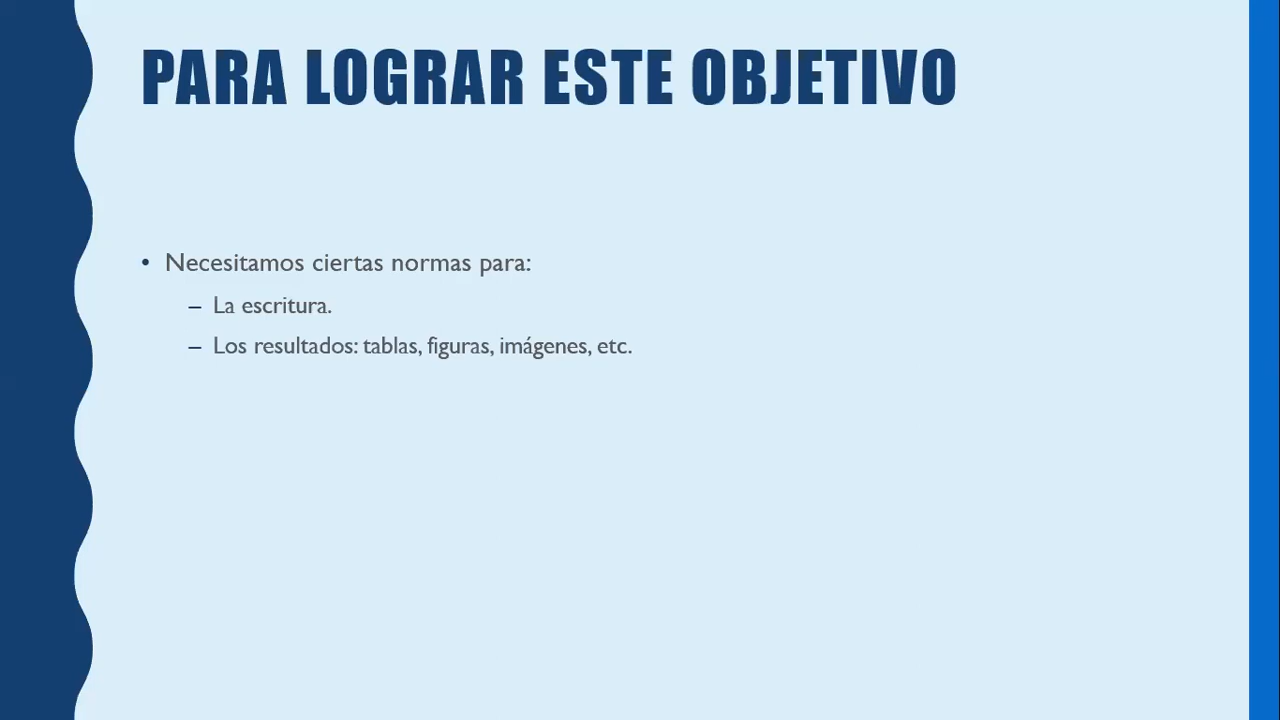 PARA LOGRAR ESTE OBJETIVO
• Necesitamos ciertas normas para:
– La escritura.
– Los resultados: tablas, figuras, imágenes, etc.